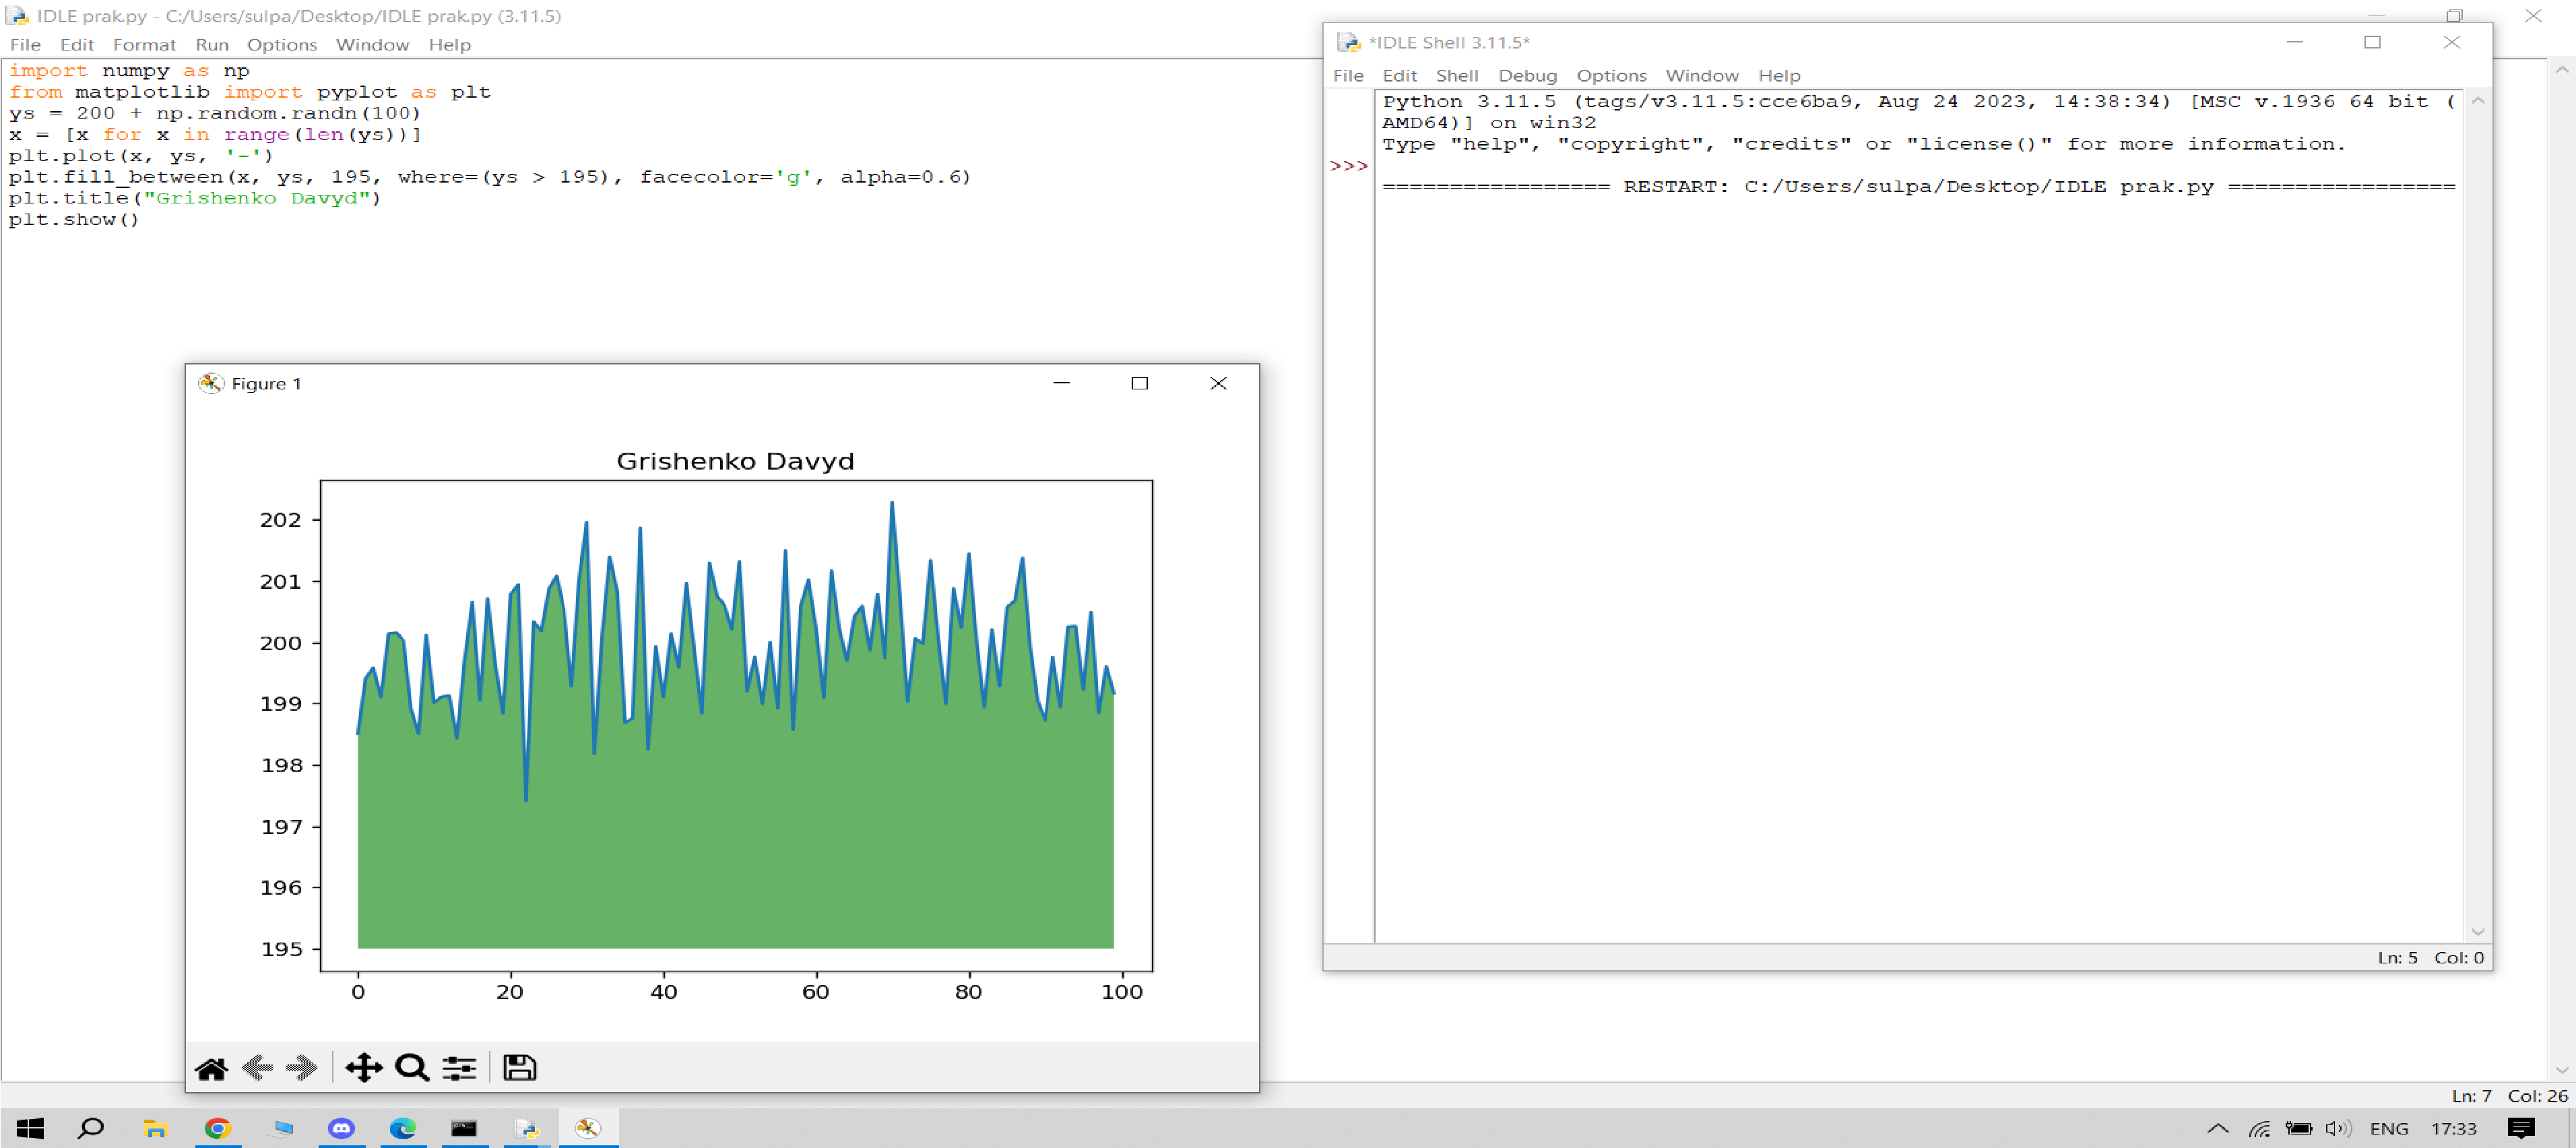 IDLE prak.py - C:/Users/sulpa/Desktop/IDLE prak.py (3.11.5)
File Edit Format Run Options Window Help
import numpy as np
from matplotlib import pyplot as plt
ys = 200 + np.random.randn(100)
x = [x for x in range(len(ys))]
plt.plot(x, ys, '-')
plt.fill_between(x, ys, 195, where=(ys > 195), facecolor='g', alpha=0.6)
plt.title("Grishenko Davyd")
plt.show()
*IDLE Shell 3.11.5*
File Edit Shell Debug Options Window Help
Python 3.11.5 (tags/v3.11.5:cce6ba9, Aug 24 2023, 14:38:34) [MSC v.1936 64 bit (
AMD64)] on win32
Type "help", "copyright", "credits" or "license()" for more information.
>>>
================= RESTART: C:/Users/sulpa/Desktop/IDLE prak.py =================
Ln: 5 Col: 0
Figure 1
Grishenko Davyd
202
201
200
199
198
197
196
195
0 20 40 60 80 100
Ln: 7 Col: 26
ENG 17:33